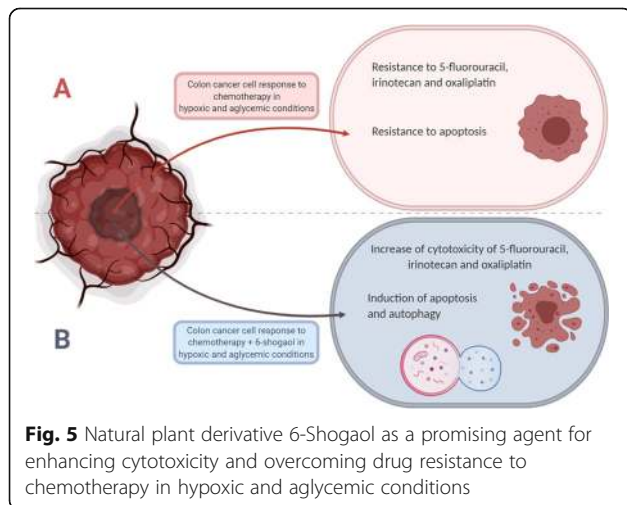 A
Colon cancer cell response to
chemotherapy in
hypoxic and aglycemic conditions
Resistance to 5-fluorouracil,
irinotecan and oxaliplatin
Resistance to apoptosis
B
Colon cancer cell response to
chemotherapy + 6-shogaol in
hypoxic and aglycemic conditions
Increase of cytotoxicity of 5-fluorouracil,
irinotecan and oxaliplatin
Induction of apoptosis
and autophagy
Fig. 5 Natural plant derivative 6-Shogaol as a promising agent for
enhancing cytotoxicity and overcoming drug resistance to
chemotherapy in hypoxic and aglycemic conditions